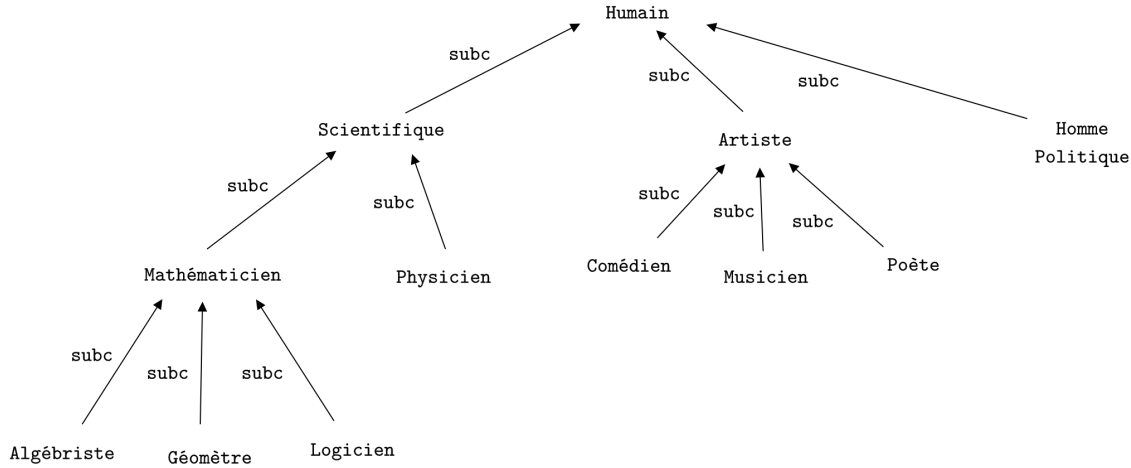 Humain
subc
subc
subc
Scientifique
Artiste
Homme
Politique
subc
subc
subc
subc
subc
Mathématicien
Physicien
Comédien
Musicien
Poète
subc
subc
subc
Algébriste
Géomètre
Logicien